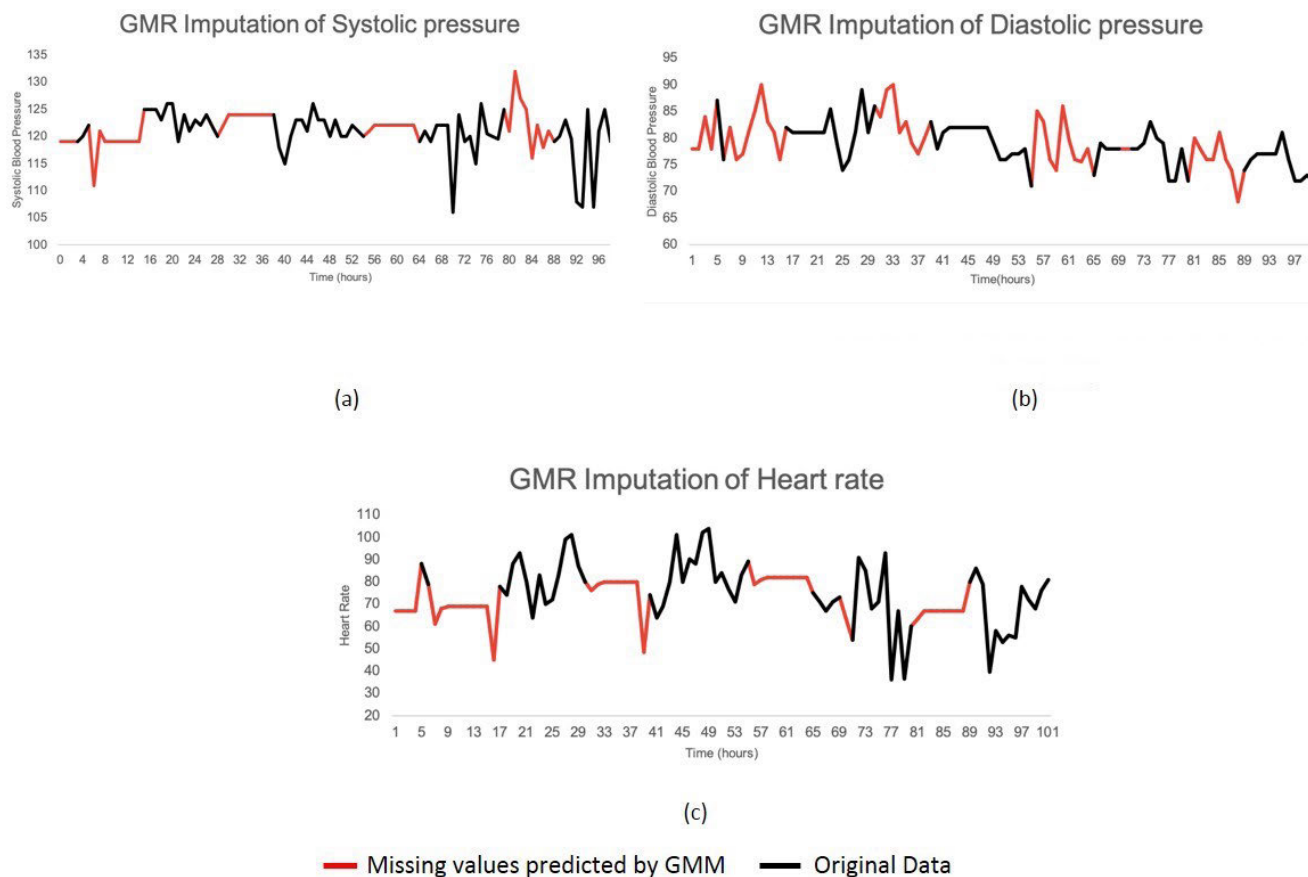 GMR Imputation of Systolic pressure
135
130
125
120
115
110
105
100
Systolic Blood Pressure
0 4 8 12 16 20 24 28 32 36 40 44 48 52 56 60 64 68 72 76 80 84 88 92 96
Time (hours)
(a)
GMR Imputation of Diastolic pressure
95
90
85
80
75
70
65
60
Diastolic Blood Pressure
1 5 9 13 17 21 25 29 33 37 41 45 49 53 57 61 65 69 73 77 81 85 89 93 97
Time(hours)
(b)
GMR Imputation of Heart rate
110
100
90
80
70
60
50
40
30
20
Heart Rate
1 5 9 13 17 21 25 29 33 37 41 45 49 53 57 61 65 69 73 77 81 85 89 93 97 101
Time (hours)
(c)
Missing values predicted by GMM
Original Data